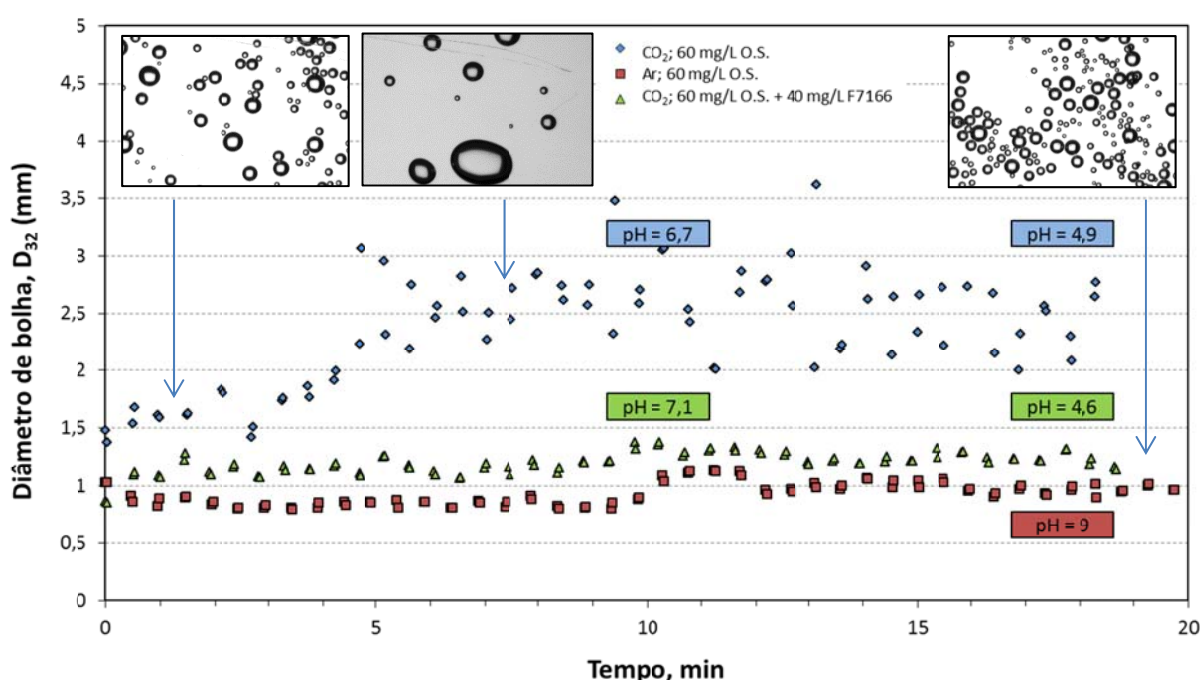 Diâmetro de bolha, D32 (mm)
5
4,5
4
3,5
3
2,5
2
1,5
1
0,5
0
CO2; 60 mg/L O.S.
Ar; 60 mg/L O.S.
CO2; 60 mg/L O.S. + 40 mg/L F7166
pH = 6,7
pH = 4,9
pH = 7,1
pH = 4,6
pH = 9
0
5
10
15
20
Tempo, min